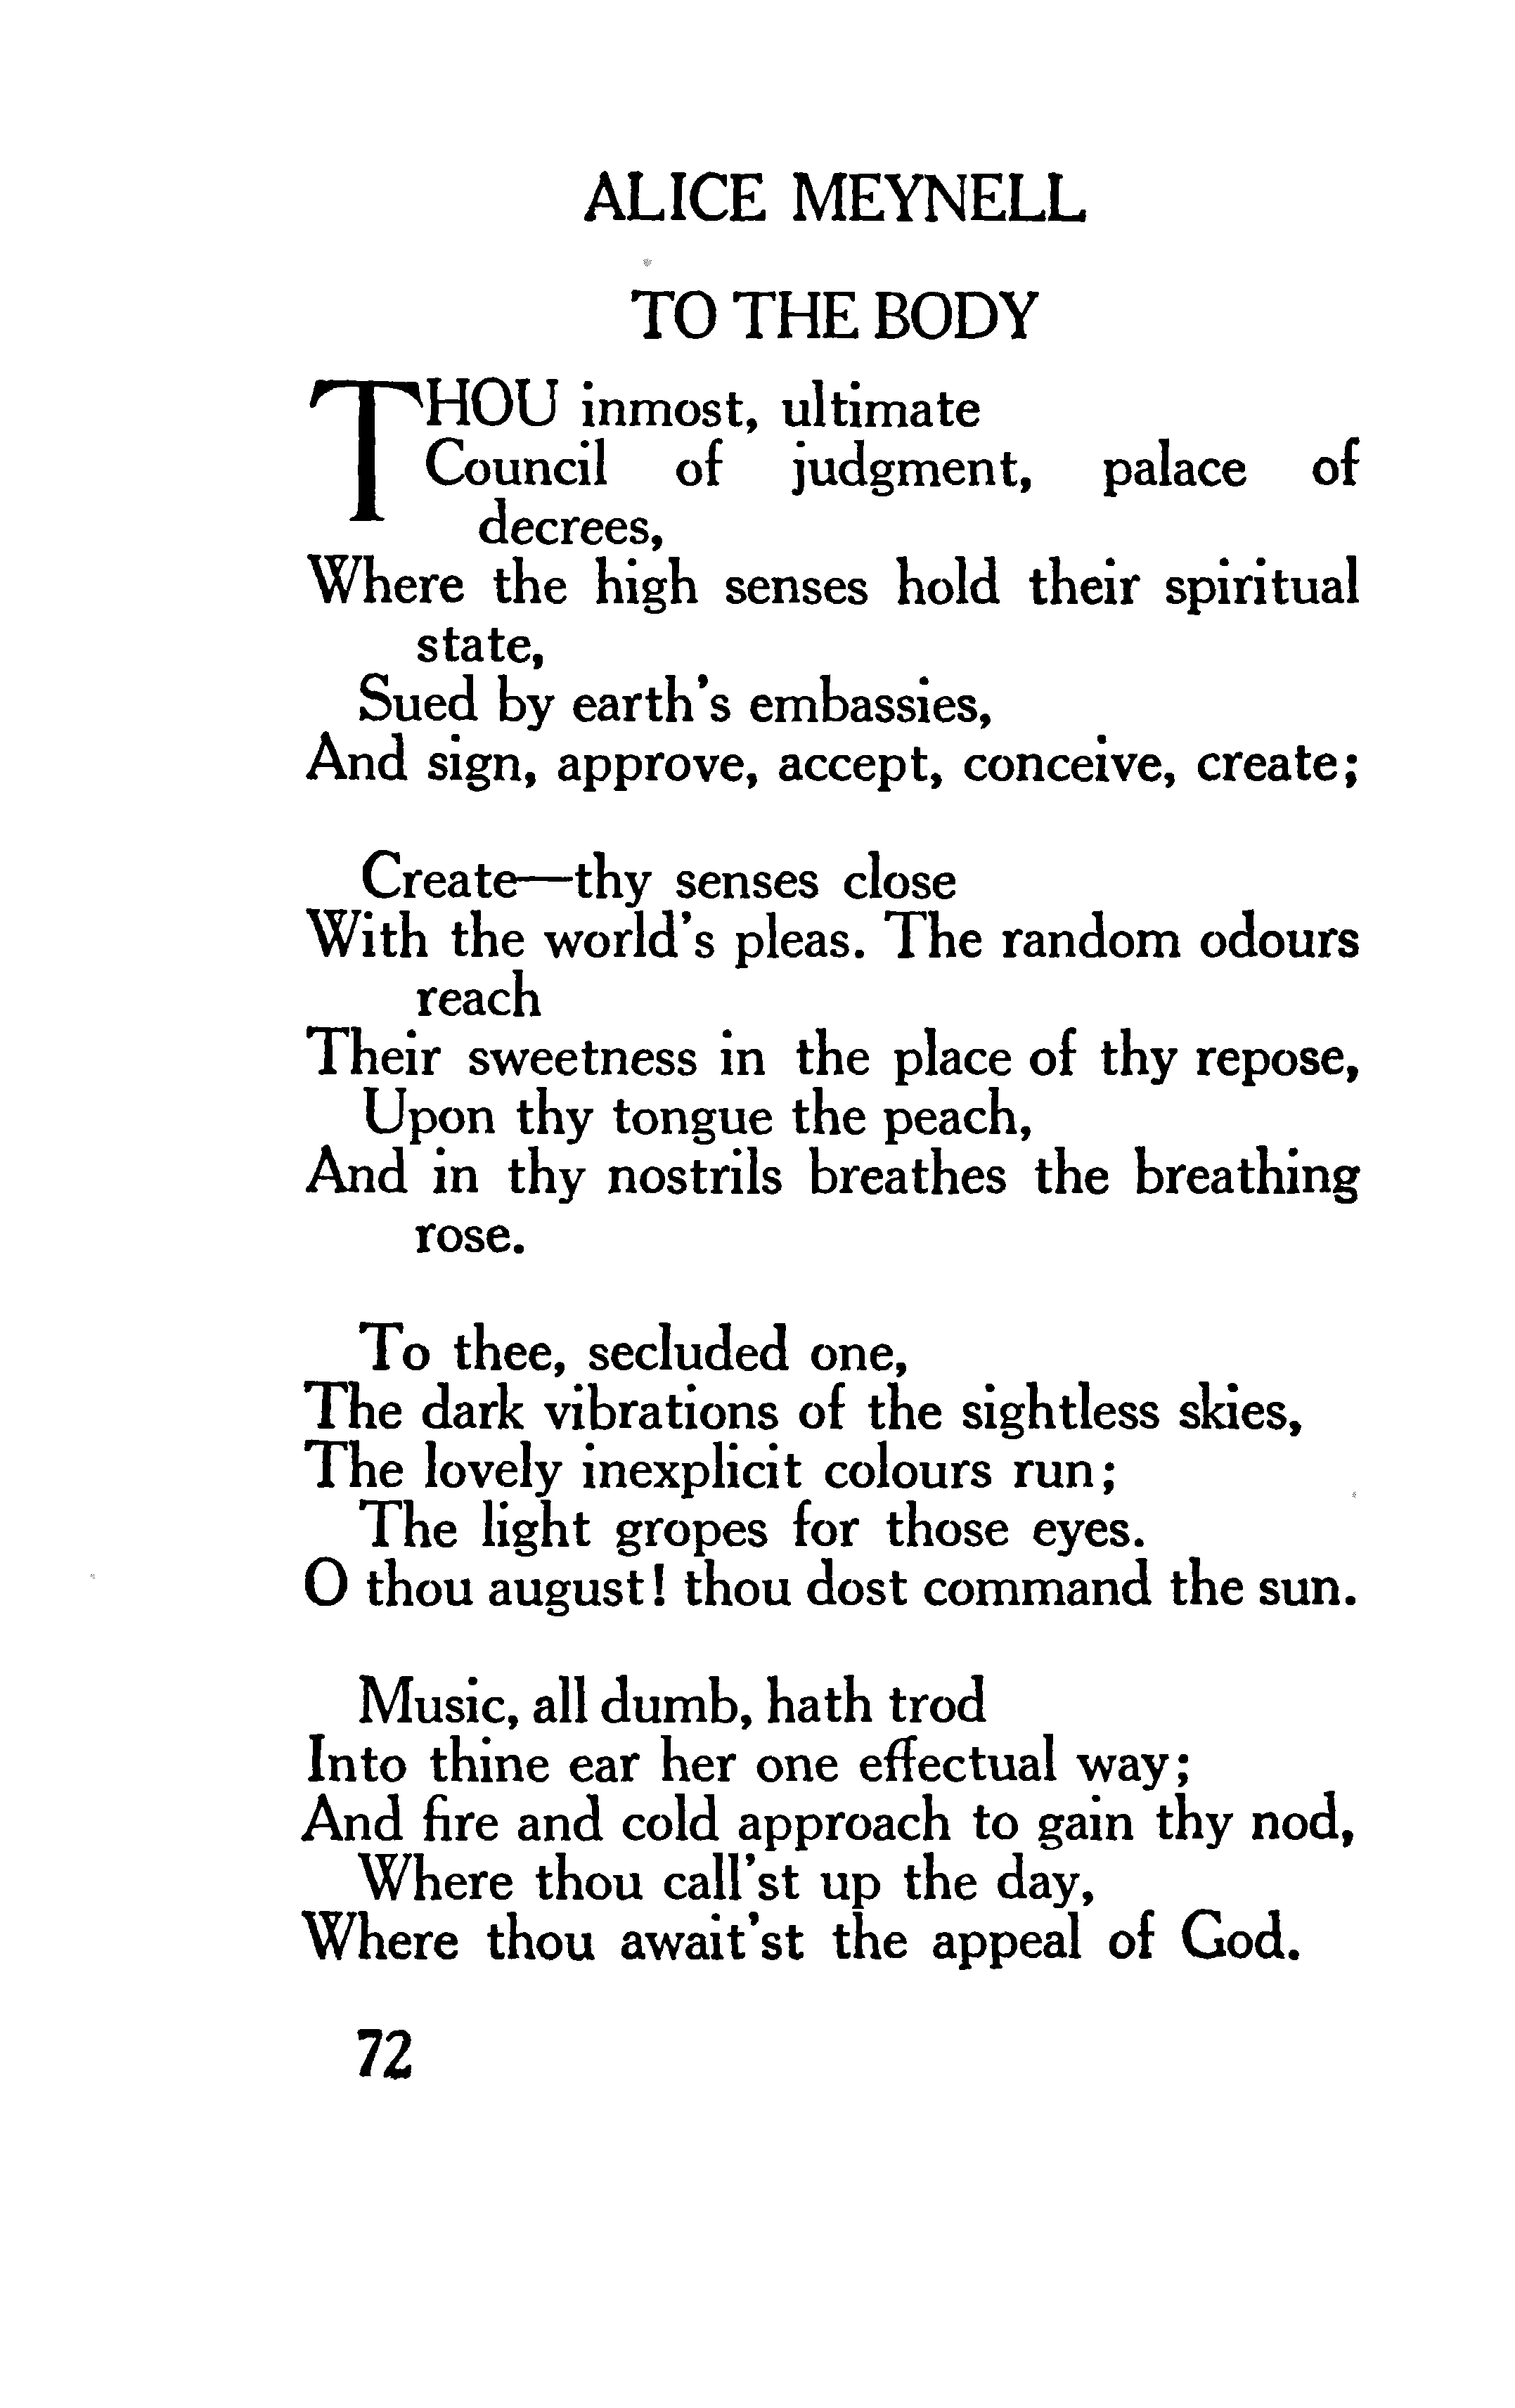 ALICE MEYNELL
TO THE BODY
THOU inmost, ultimate
Council of judgment, palace of
decrees,
Where the high senses hold their spiritual
state,
Sued by earth's embassies,
And sign, approve, accept, conceive, create;
Create—thy senses close
With the world's pleas. The random odours
reach
Their sweetness in the place of thy repose,
Upon thy tongue the peach,
And in thy nostrils breathes the breathing
rose.
To thee, secluded one,
The dark vibrations of the sightless skies,
The lovely inexplicit colours run;
The light gropes for those eyes.
O thou august! thou dost command the sun.
Music, all dumb, hath trod
Into thine ear her one effectual way;
And fire and cold approach to gain thy nod,
Where thou call'st up the day,
Where thou await'st the appeal of God.
72